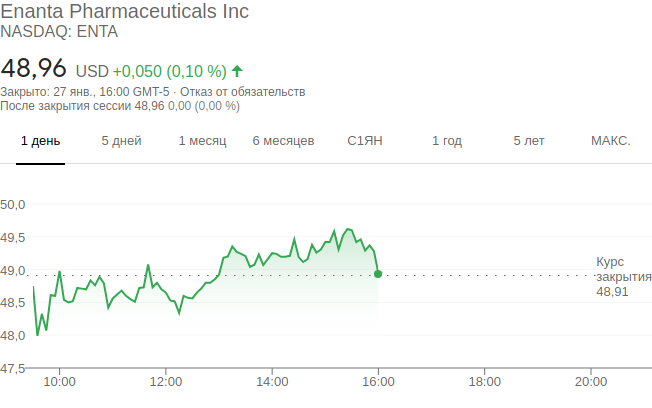 Enanta Pharmaceuticals Inc
NASDAQ: ENTA
48,96 USD +0,050 (0,10 %)
Закрыто: 27 янв., 16:00 GMT-5 · Отказ от обязательств
После закрытия сессии 48,96 0,00 (0,00 %)
1 день 5 дней 1 месяц 6 месяцев С1ЯН 1 год 5 лет МАКС.
50,0
49,5
49,0
48,5
48,0
47,5
Курс
закрытия
48,91
10:00 12:00 14:00 16:00 18:00 20:00